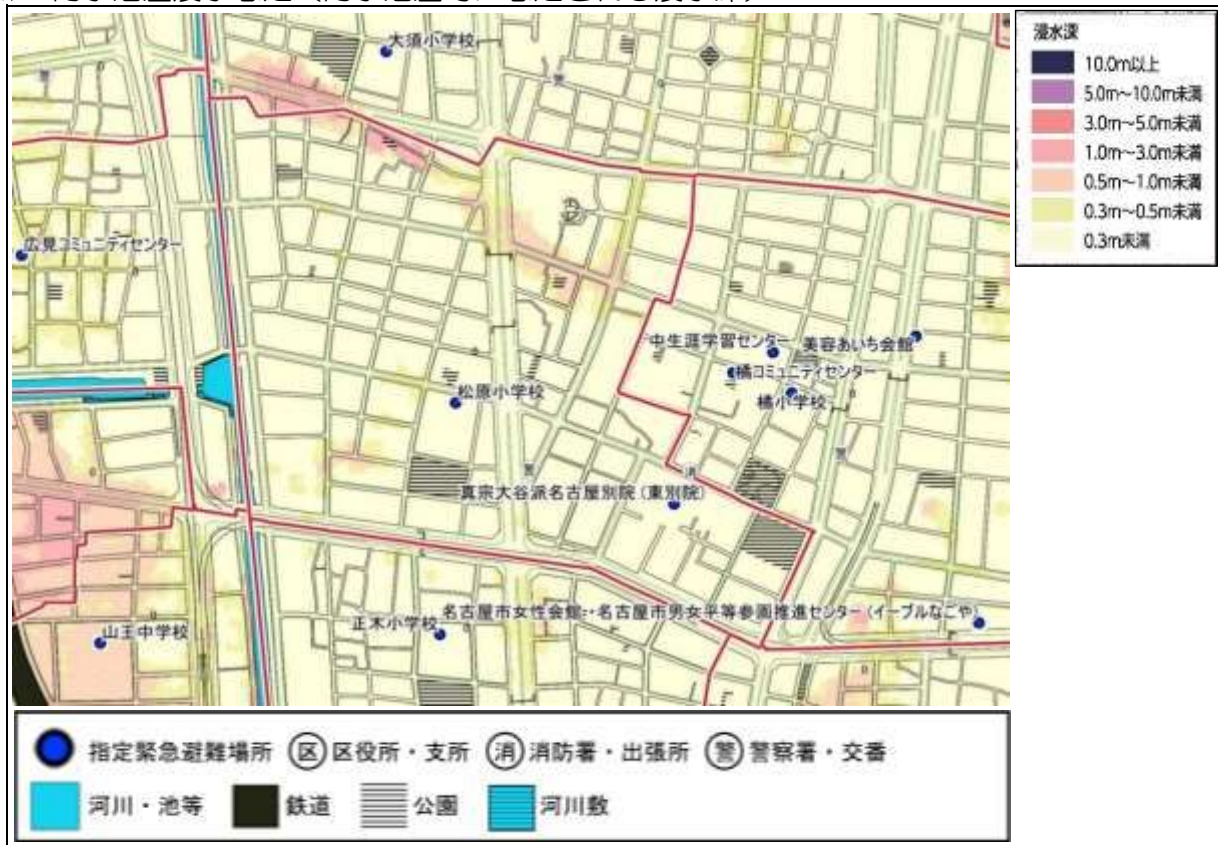 大須小学校
広見コミュニティセンター
中生涯学習センター
美容あいち会館
橘コミュニティセンター
橘小学校
松原小学校
真宗大谷派名古屋別院(東別院)
消
警
名古屋市女性会館・名古屋市男女平等参画推進センター(イーブルなごや)
正木小学校
山王中学校
浸水深
10.0m以上
5.0m~10.0m未満
3.0m~5.0m未満
1.0m~3.0m未満
0.5m~1.0m未満
0.3m~0.5m未満
0.3m未満
指定緊急避難場所 区 区役所・支所 消 消防署・出張所 警 警察署・交番
河川・池等 鉄道 公園 河川敷